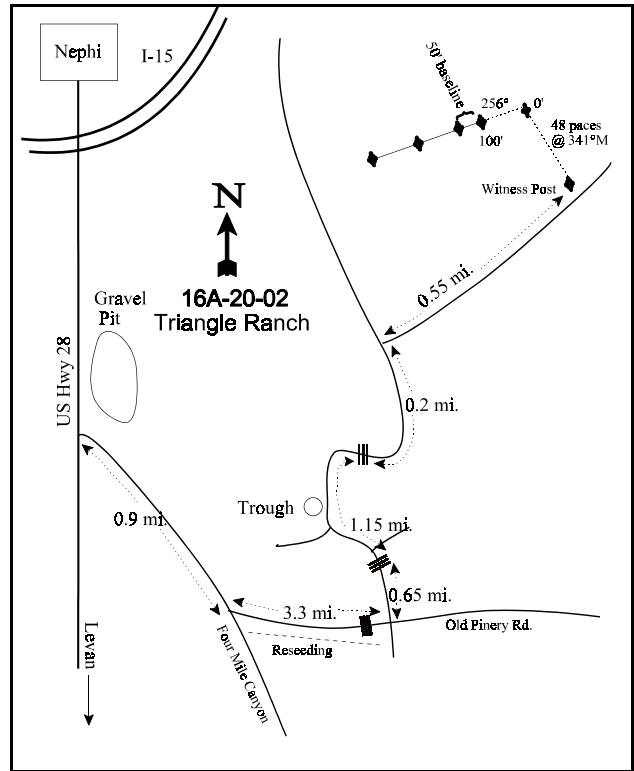 Nephi
I-15
50' baseline
256°
0'
100'
48 paces
@ 341°M
Witness Post
N
16A-20-02
Triangle Ranch
0.55 mi.
Gravel
Pit
US Hwy 28
0.2 mi.
Trough
0.9 mi.
1.15 mi.
3.3 mi.
0.65 mi.
Old Pinery Rd.
Reseeding
Four Mile Canyon
Levan